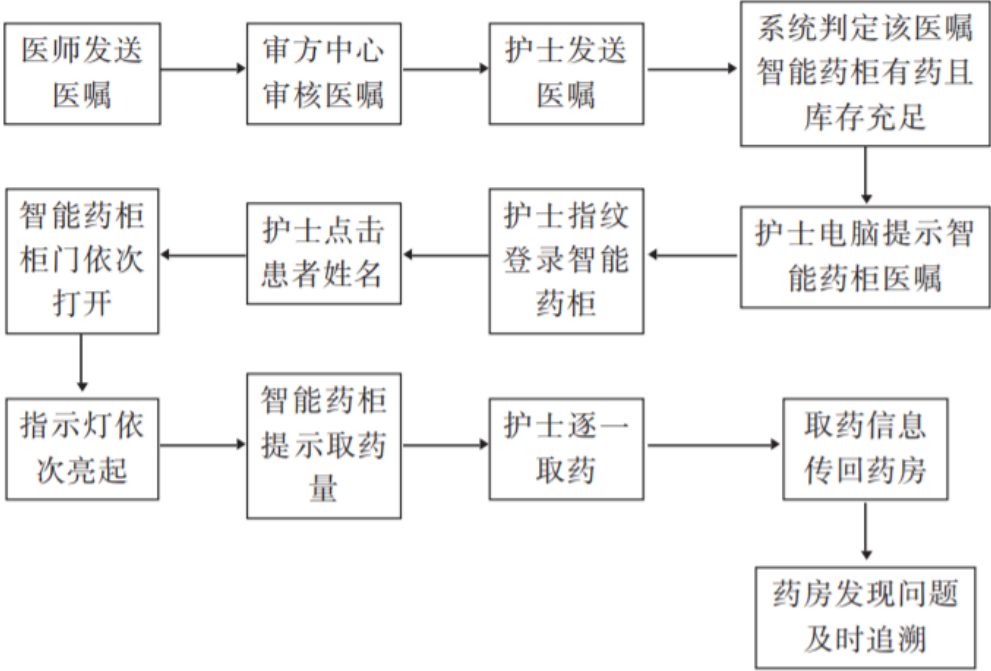 医师发送
医嘱
审方中心
审核医嘱
护士发送
医嘱
系统判定该医嘱
智能药柜有药且
库存充足
护士电脑提示智
能药柜医嘱
护士指纹
登录智能
药柜
护士点击
患者姓名
智能药柜
柜门依次
打开
指示灯依
次亮起
智能药柜
提示取药
量
护士逐一
取药
取药信息
传回药房
药房发现问题
及时追溯